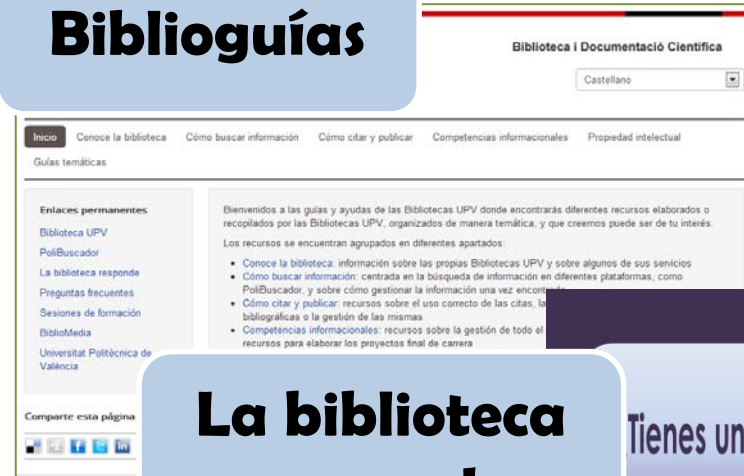 Biblioguías
Biblioteca i Documentació Científica
Castellano
Inicio Conoce la biblioteca Cómo buscar información Cómo citar y publicar Competencias informacionales Propiedad intelectual
Guías temáticas
Enlaces permanentes
Biblioteca UPV
PoliBuscador
La biblioteca responde
Preguntas frecuentes
Sesiones de formación
BiblioMedia
Universitat Politècnica de
València
Comparte esta página
Bienvenidos a las guías y ayudas de las Bibliotecas UPV donde encontrarás diferentes recursos elaborados o
recopilados por las Bibliotecas UPV, organizados de manera temática, y que creemos puede ser de tu interés.
Los recursos se encuentran agrupados en diferentes apartados:
Conoce la biblioteca: información sobre las propias Bibliotecas UPV y sobre algunos de sus servicios
Cómo buscar información: centrada en la búsqueda de información en diferentes plataformas, como
PoliBuscador, y sobre cómo gestionar la información una vez encontrada
Cómo citar y publicar: recursos sobre el uso correcto de las citas, la
bibliográficas o la gestión de las mismas
Competencias informacionales: recursos sobre la gestión de todo el
recursos para elaborar los proyectos final de carrera
La biblioteca
Tienes un